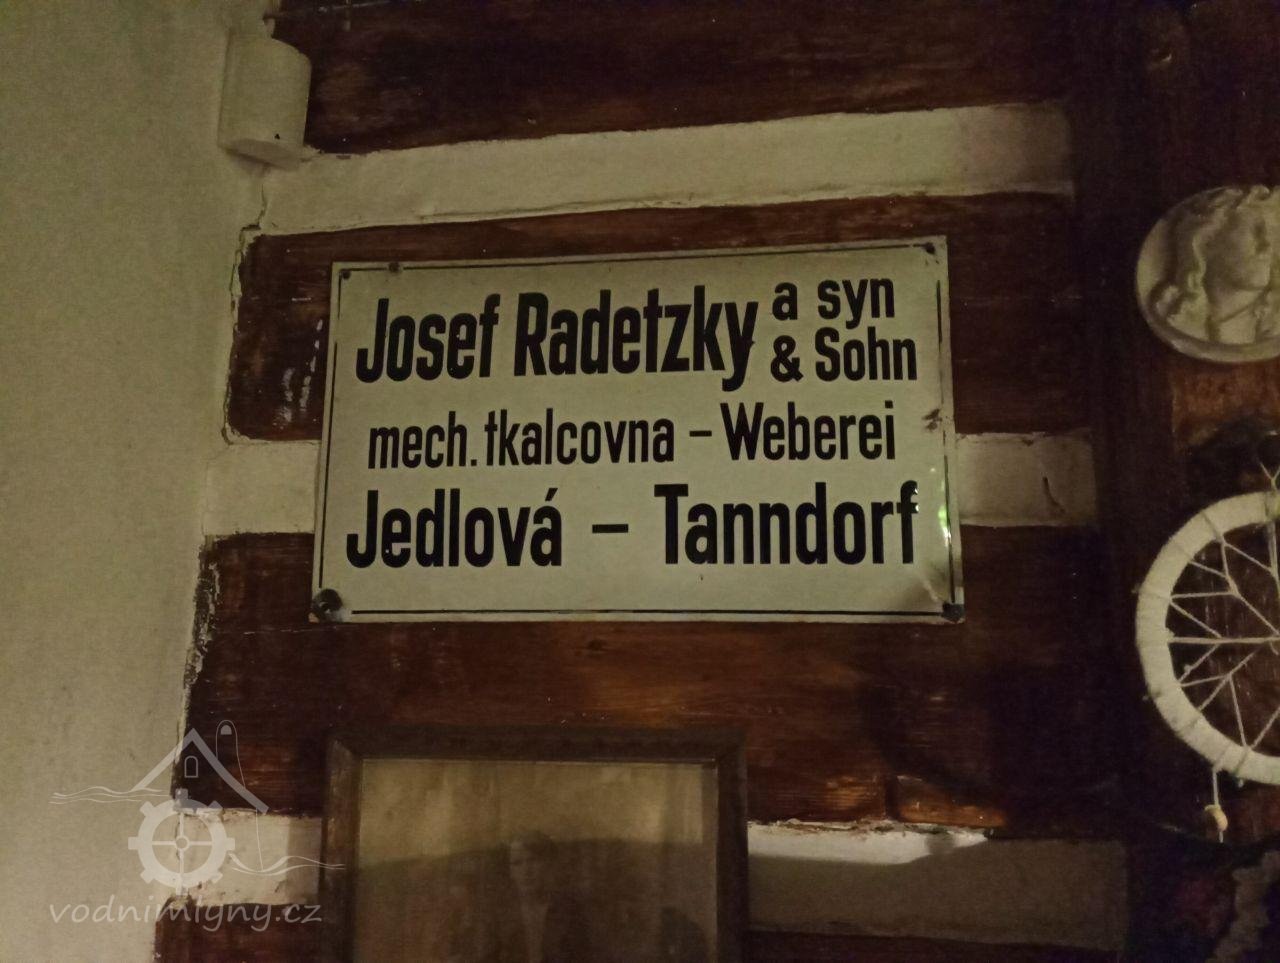 Josef Radetzky a syn & Sohn
mech. tkalcovna – Weberei
Jedlová – Tanndorf
vodnimlyny.cz